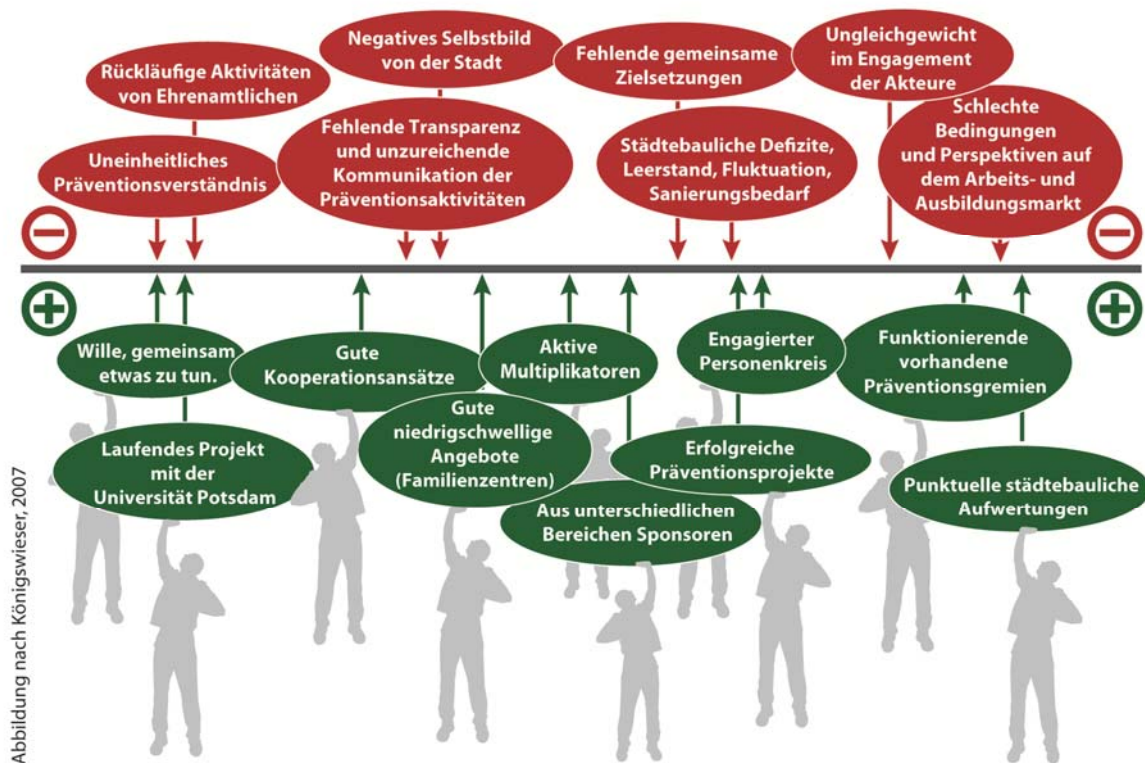 Rückläufige Aktivitäten
von Ehrenamtlichen
Negatives Selbstbild
von der Stadt
Fehlende gemeinsame
Zielsetzungen
Ungleichgewicht
im Engagement
der Akteure
Uneinheitliches
Präventionsverständnis
Fehlende Transparenz
und unzureichende
Kommunikation der
Präventionsaktivitäten
Städtebauliche Defizite,
Leerstand, Fluktuation,
Sanierungsbedarf
Schlechte
Bedingungen
und Perspektiven auf
dem Arbeits- und
Ausbildungsmarkt
Wille, gemeinsam
etwas zu tun.
Gute
Kooperationsansätze
Aktive
Multiplikatoren
Engagierter
Personenkreis
Funktionierende
vorhandene
Präventionsgremien
Laufendes Projekt
mit der
Universität Potsdam
Gute
niedrigschwellige
Angebote
(Familienzentren)
Erfolgreiche
Präventionsprojekte
Aus unterschiedlichen
Bereichen Sponsoren
Punktuelle städtebauliche
Aufwertungen
Abbildung nach Königswieser, 2007